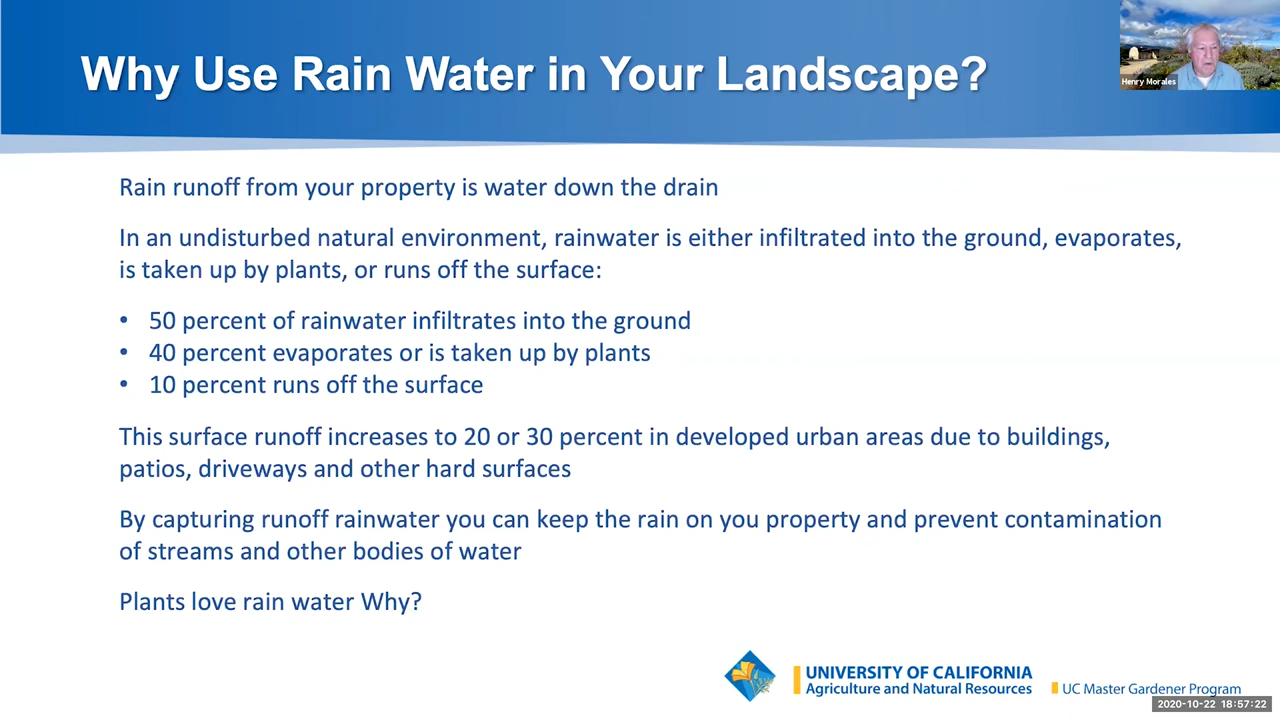 Why Use Rain Water in Your Landscape?
Henry Morales
Rain runoff from your property is water down the drain
In an undisturbed natural environment, rainwater is either infiltrated into the ground, evaporates,
is taken up by plants, or runs off the surface:
• 50 percent of rainwater infiltrates into the ground
• 40 percent evaporates or is taken up by plants
• 10 percent runs off the surface
This surface runoff increases to 20 or 30 percent in developed urban areas due to buildings,
patios, driveways and other hard surfaces
By capturing runoff rainwater you can keep the rain on you property and prevent contamination
of streams and other bodies of water
Plants love rain water Why?
UNIVERSITY OF CALIFORNIA
Agriculture and Natural Resources
UC Master Gardener Program
2020-10-22 18:57:22